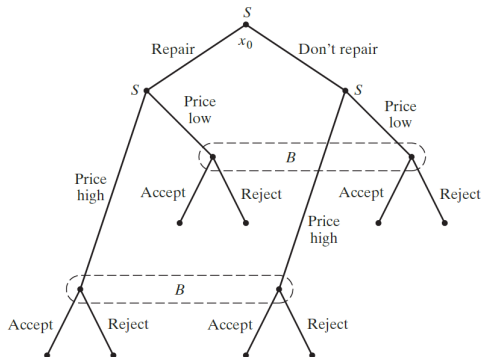 S
x0
Repair
Don't repair
S
S
Price
low
Price
low
B
Price
high
Accept
Reject
Accept
Reject
Price
high
B
Accept
Reject
Accept
Reject